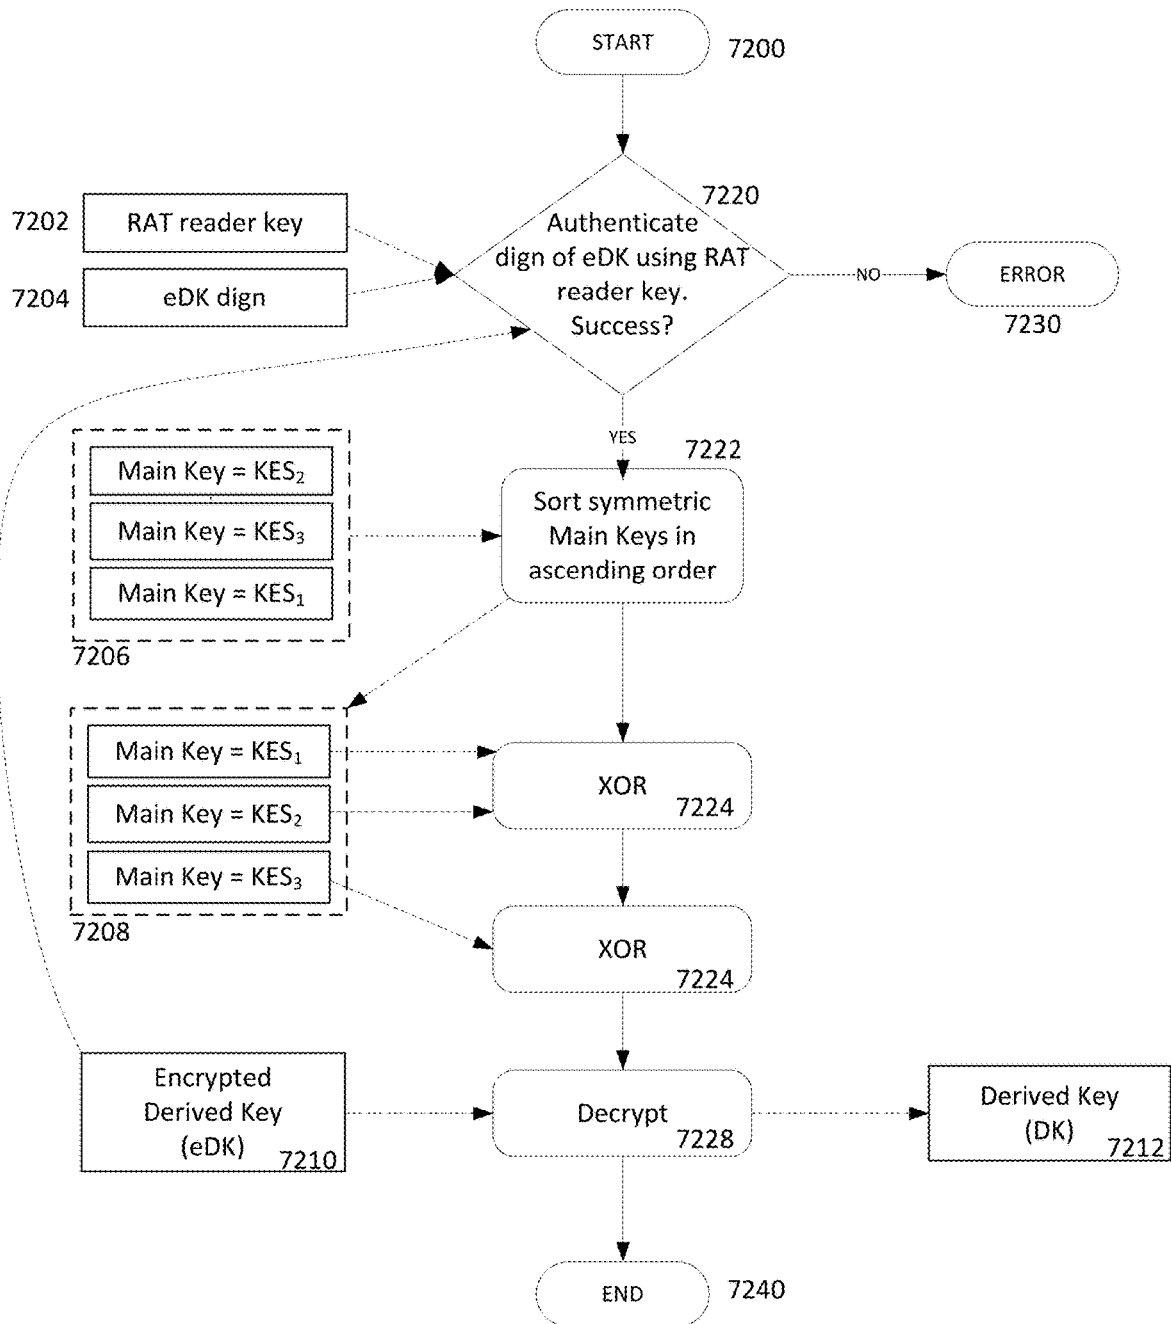 START
7200
7220
7202
RAT reader key
7204
eDK dign
Authenticate
dign of eDK using RAT
reader key.
Success?
NO
ERROR
7230
YES
7222
Main Key = KES₂
Main Key = KES₃
Main Key = KES₁
7206
Sort symmetric
Main Keys in
ascending order
Main Key = KES₁
Main Key = KES₂
Main Key = KES₃
7208
XOR
7224
XOR
7224
Encrypted
Derived Key
(eDK)
7210
Decrypt
7228
Derived Key
(DK)
7212
END
7240